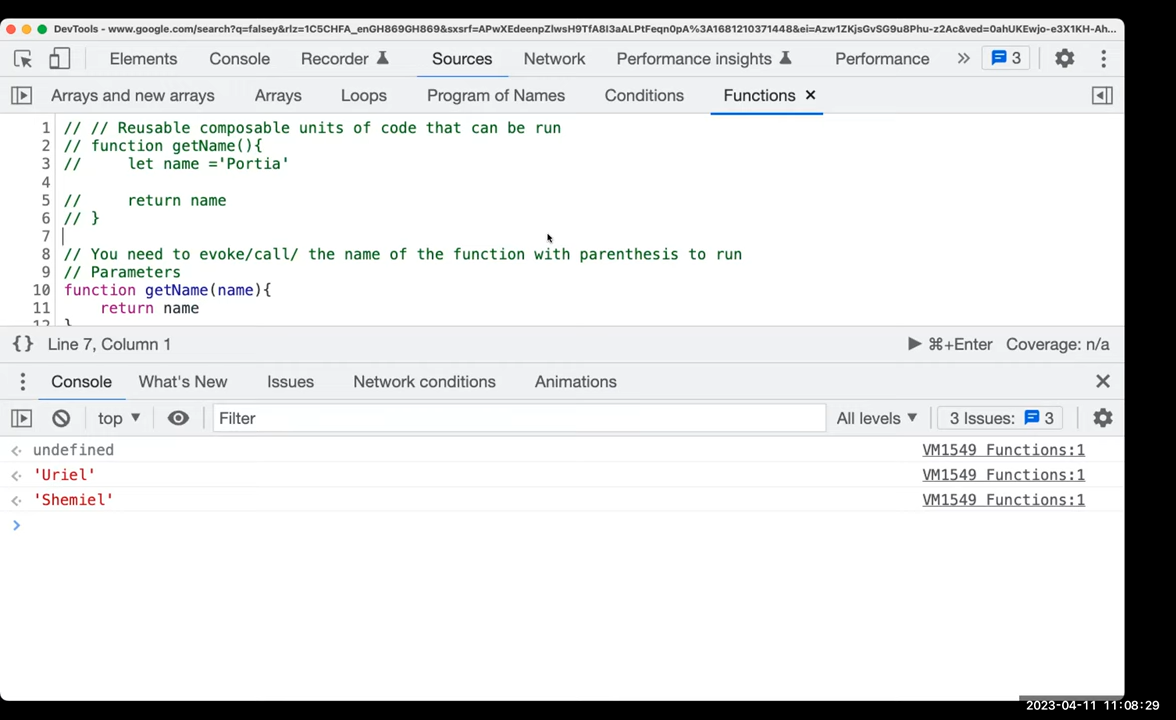 DevTools - www.google.com/search?q=falsey&rlz=1C5CHFA_enGH869GH869&sxsrf=APwXEdeenpZlwsH9TfA8I3aALPtFeqn0pA%3A1681210371448&ei=Azw1ZKjsGvSG9u8Phu-z2Ac&ved=0ahUKEwjo-e3X1KH-Ah...
Elements Console Recorder Sources Network Performance insights Performance » 3
Arrays and new arrays Arrays Loops Program of Names Conditions Functions ×
1 // // Reusable composable units of code that can be run
2 // function getName(){
3 //     let name ='Portia'
4
5 //     return name
6 // }
7
8 // You need to evoke/call/ the name of the function with parenthesis to run
9 // Parameters
10 function getName(name){
11     return name
12 }
{} Line 7, Column 1 ▶ ⌘+Enter Coverage: n/a
Console What's New Issues Network conditions Animations ×
top ▼ Filter All levels ▼ 3 Issues: 3
undefined VM1549 Functions:1
'Uriel' VM1549 Functions:1
'Shemiel' VM1549 Functions:1
>
2023-04-11 11:08:29